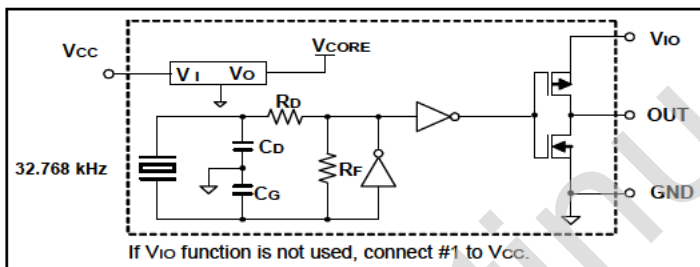 VCC
VI VO
VCORE
VIO
RD
CD
CG
RF
OUT
32.768 kHz
GND
If VIO function is not used, connect #1 to VCC.